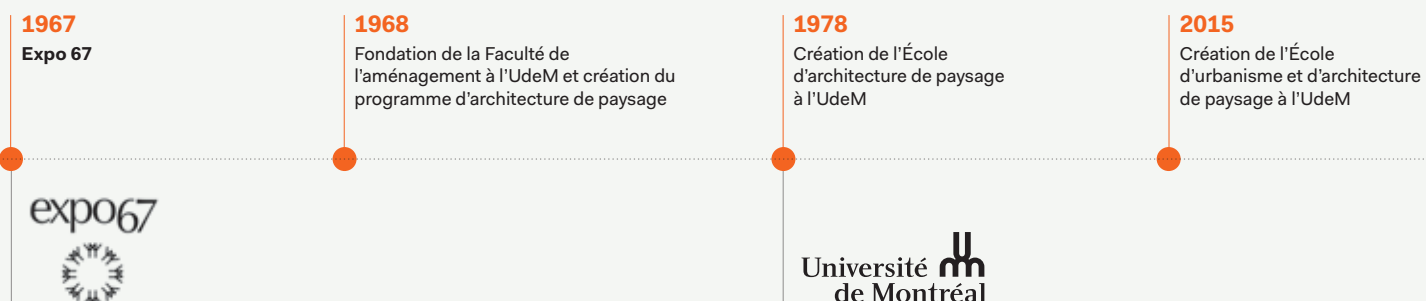 1967
Expo 67
1968
Fondation de la Faculté de
l'aménagement à l'UdeM et création du
programme d'architecture de paysage
1978
Création de l'École
d'architecture de paysage
à l'UdeM
2015
Création de l'École
d'urbanisme et d'architecture
de paysage à l'UdeM
expo67
Université
de Montréal